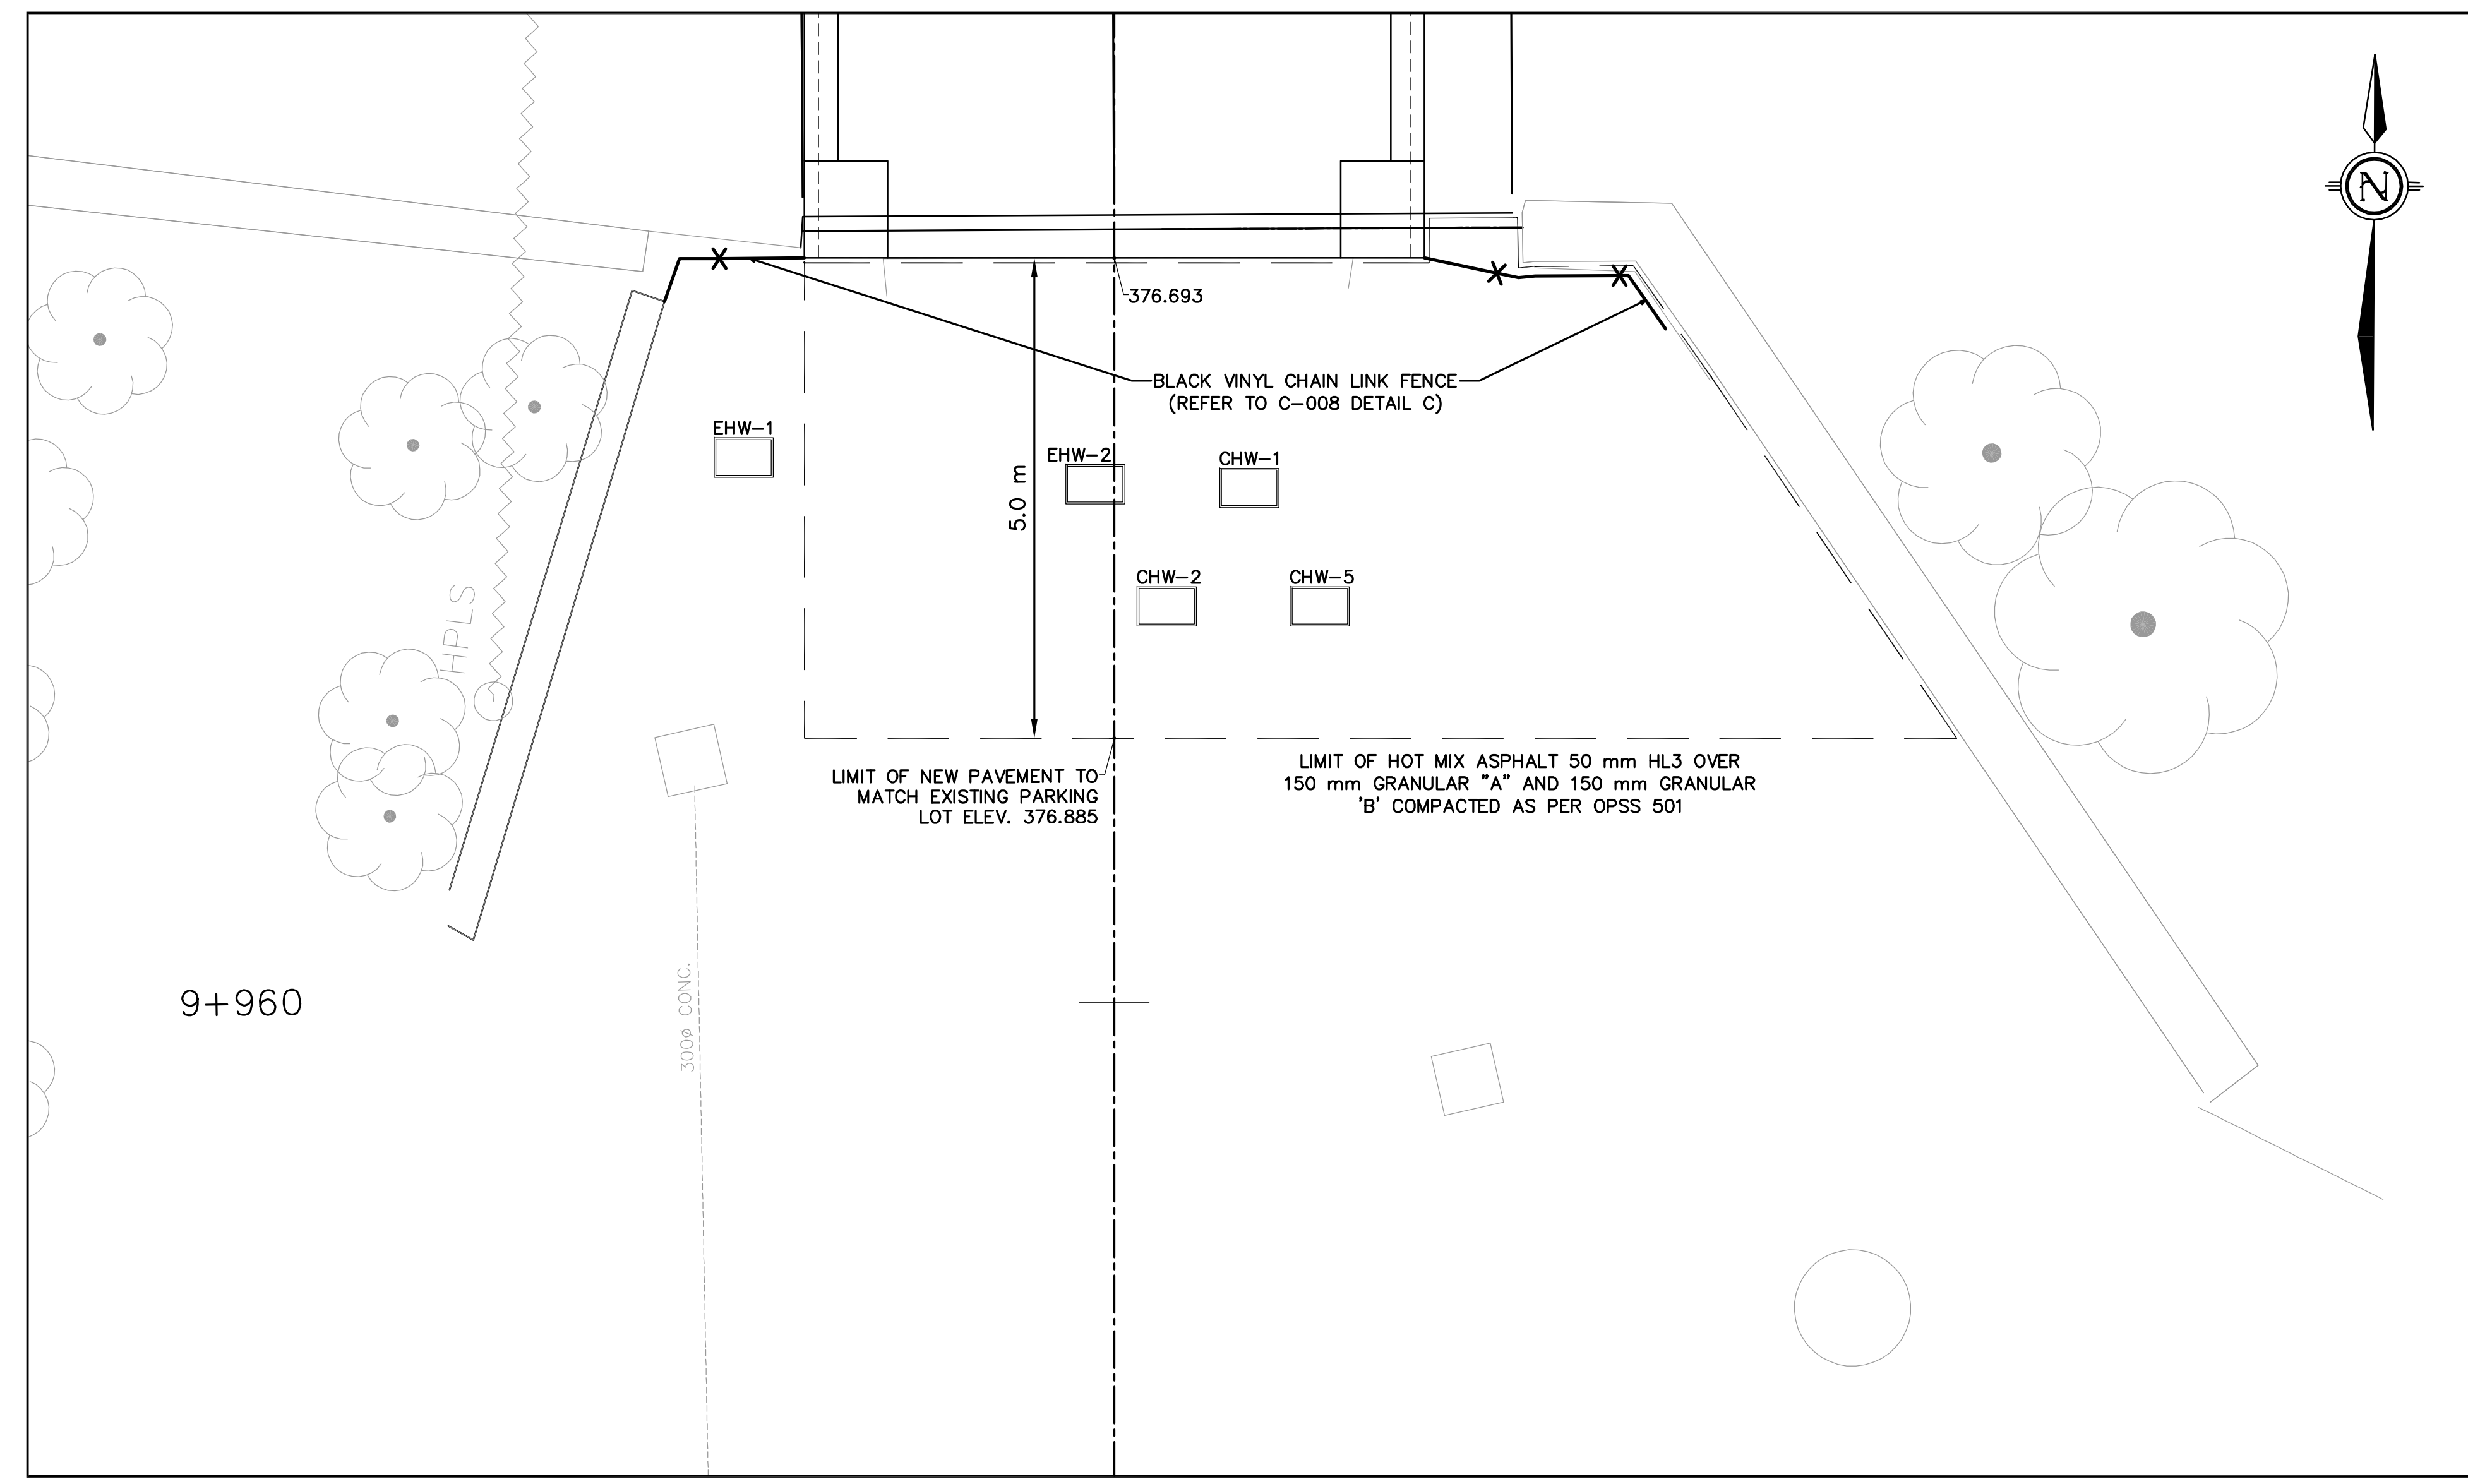 N
376.693
BLACK VINYL CHAIN LINK FENCE
(REFER TO C-008 DETAIL C)
EHW-1
EHW-2
CHW-1
5.0 m
CHW-2
CHW-5
HPLS
LIMIT OF NEW PAVEMENT TO
MATCH EXISTING PARKING
LOT ELEV. 376.885
LIMIT OF HOT MIX ASPHALT 50 mm HL3 OVER
150 mm GRANULAR "A" AND 150 mm GRANULAR
'B' COMPACTED AS PER OPSS 501
9+960
300ø CONC.